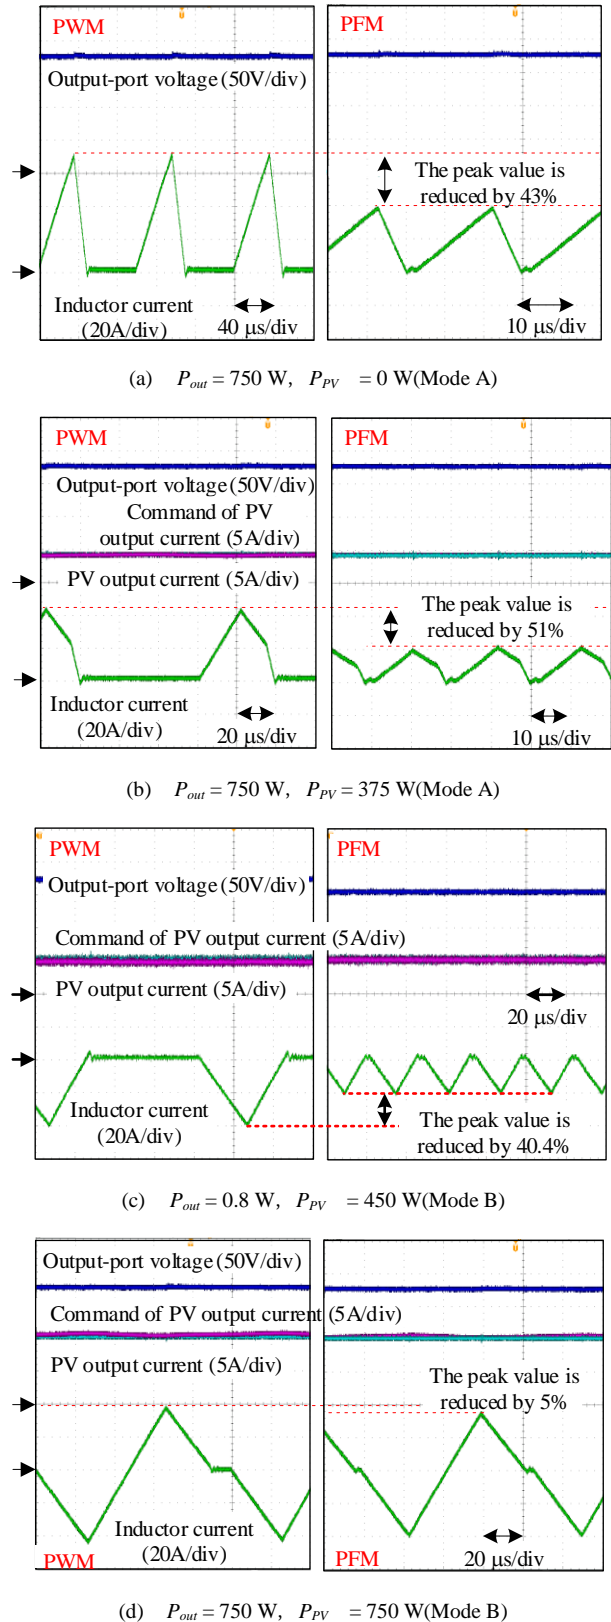 PWM
PFM
Output-port voltage (50V/div)
The peak value is
reduced by 43%
Inductor current
(20A/div)
40 μs/div
10 μs/div
(a) Pout = 750 W, PPV = 0 W(Mode A)
PWM
PFM
Output-port voltage (50V/div)
Command of PV
output current (5A/div)
PV output current (5A/div)
The peak value is
reduced by 51%
Inductor current
(20A/div)
20 μs/div
10 μs/div
(b) Pout = 750 W, PPV = 375 W(Mode A)
PWM
PFM
Output-port voltage (50V/div)
Command of PV output current (5A/div)
PV output current (5A/div)
20 μs/div
Inductor current
(20A/div)
The peak value is
reduced by 40.4%
(c) Pout = 0.8 W, PPV = 450 W(Mode B)
Output-port voltage (50V/div)
Command of PV output current (5A/div)
PV output current (5A/div)
The peak value is
reduced by 5%
Inductor current
(20A/div)
PWM
PFM
20 μs/div
(d) Pout = 750 W, PPV = 750 W(Mode B)